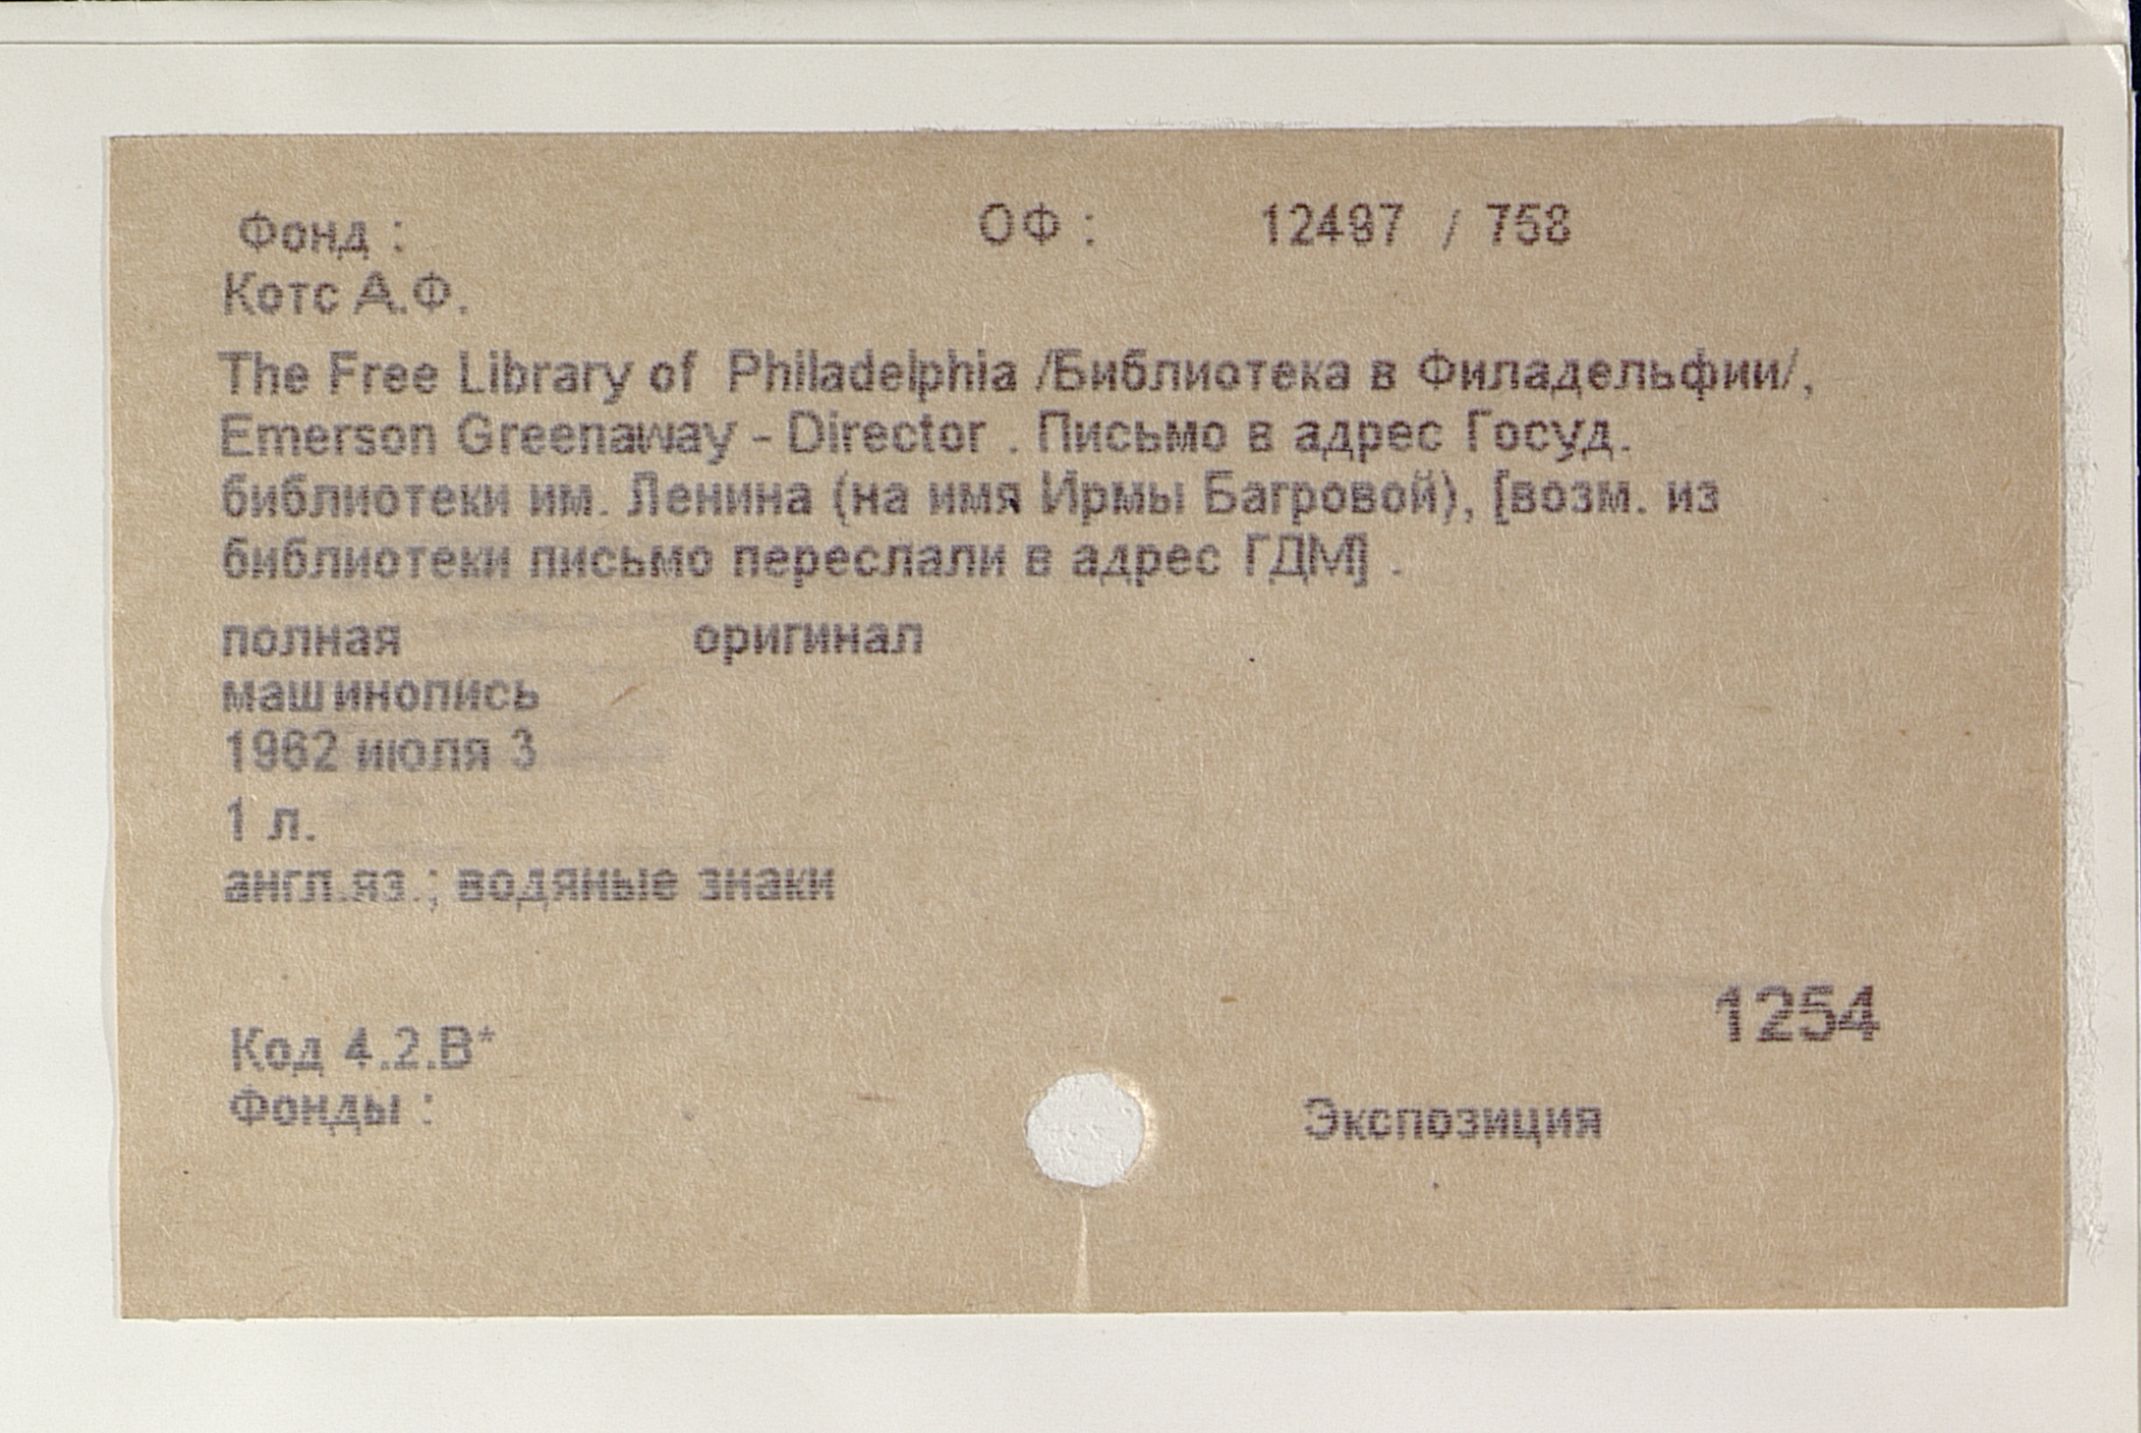 Фонд : ОФ : 12497 / 758
Котс А.Ф.
The Free Library of Philadelphia /Библиотека в Филадельфии/,
Emerson Greenaway - Director . Письмо в адрес Госуд.
библиотеки им. Ленина (на имя Ирмы Багровой), [возм. из
библиотеки письмо переслали в адрес ГДМ] .
полная оригинал
машинопись
1962 июля 3
1 л.
англ.яз.; водяные знаки
1254
Код 4.2.В*
Фонды : Экспозиция